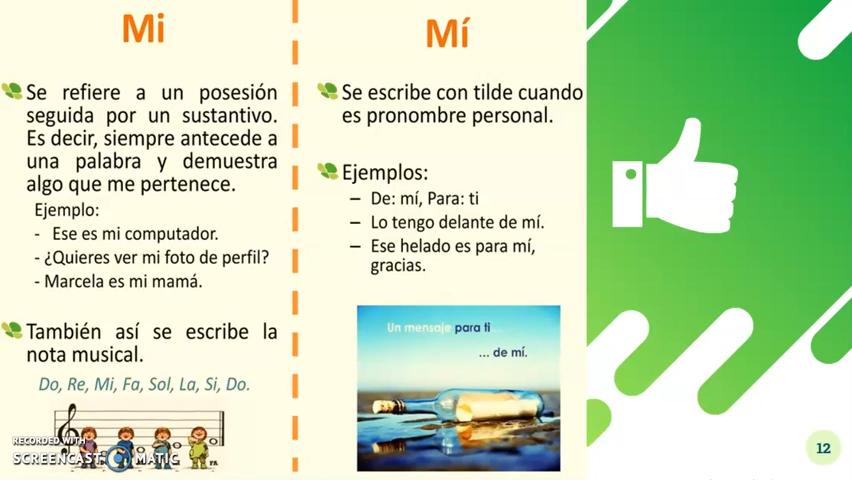 Mi
Se refiere a un posesión
seguida por un sustantivo.
Es decir, siempre antecede a
una palabra y demuestra
algo que me pertenece.
Ejemplo:
- Ese es mi computador.
- ¿Quieres ver mi foto de perfil?
- Marcela es mi mamá.
También así se escribe la
nota musical.
Do, Re, Mi, Fa, Sol, La, Si, Do.
FA
RECORDED WITH
SCREENCAST MATIC
Mí
Se escribe con tilde cuando
es pronombre personal.
Ejemplos:
– De: mí, Para: ti
– Lo tengo delante de mí.
– Ese helado es para mí,
gracias.
Un mensaje para ti...
... de mí.
12